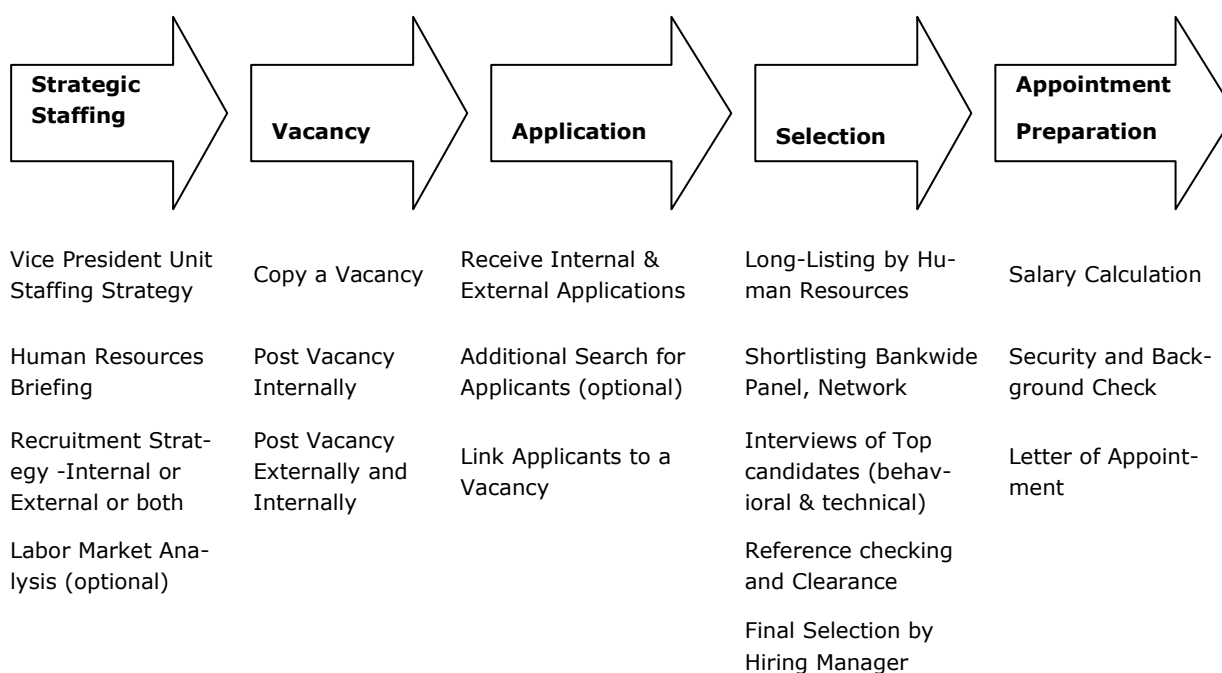 Strategic
Staffing
Vacancy
Application
Selection
Appointment
Preparation
Vice President Unit
Staffing Strategy
Copy a Vacancy
Receive Internal &
External Applications
Long-Listing by Hu-
man Resources
Salary Calculation
Human Resources
Briefing
Post Vacancy
Internally
Additional Search for
Applicants (optional)
Shortlisting Bankwide
Panel, Network
Security and Back-
ground Check
Recruitment Strat-
egy -Internal or
External or both
Post Vacancy
Externally and
Internally
Link Applicants to a
Vacancy
Interviews of Top
candidates (behav-
ioral & technical)
Letter of Appoint-
ment
Labor Market Ana-
lysis (optional)
Reference checking
and Clearance
Final Selection by
Hiring Manager